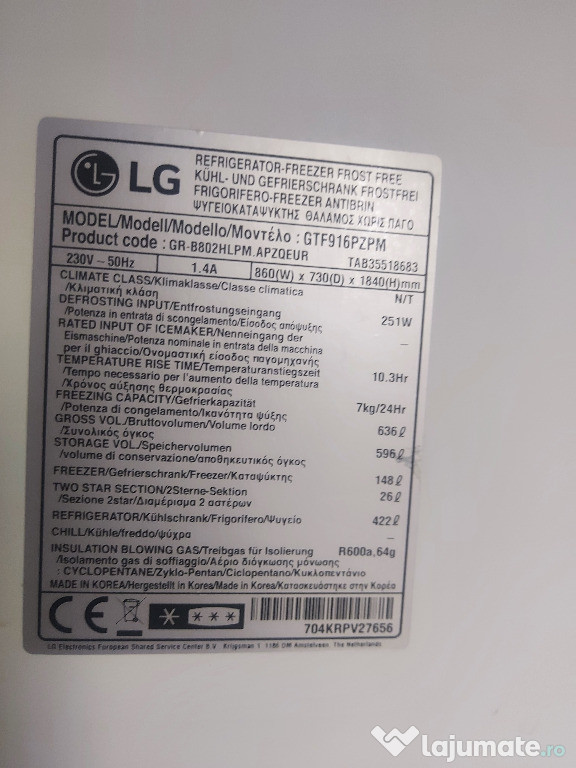 LG
REFRIGERATOR-FREEZER FROST FREE
KÜHL- UND GEFRIERSCHRANK FROSTFREI
FRIGORIFERO-FREEZER ANTIBRIN
ΨΥΓΕΙΟΚΑΤΑΨΥΚΤΗΣ ΘΑΛΑΜΟΣ ΧΩΡΙΣ ΠΑΓΟ
MODEL/Modell/Modello/Μοντέλο : GTF916PZPM
Product code : GR-B802HLPM.APZQEUR TAB35518683
230V ~ 50Hz 1.4A 860(W) x 730(D) x 1840(H)mm
CLIMATE CLASS/Klimaklasse/Classe climatica
/Κλιματική κλάση N/T
DEFROSTING INPUT/Entfrostungseingang
/Potenza in entrata di scongelamento/Είσοδος απόψυξης 251W
RATED INPUT OF ICEMAKER/Nenneingang der
Eismaschine/Potenza nominale in entrata della macchina
per il ghiaccio/Ονομαστική είσοδος παγομηχανής –
TEMPERATURE RISE TIME/Temperaturanstiegszeit
/Tempo necessario per l'aumento della temperatura
/Χρόνος αύξησης θερμοκρασίας 10.3Hr
FREEZING CAPACITY/Gefrierkapazität
/Potenza di congelamento/Ικανότητα ψύξης 7kg/24Hr
GROSS VOL./Bruttovolumen/Volume lordo
/Συνολικός όγκος 636ℓ
STORAGE VOL./Speichervolumen
/volume di conservazione/αποθηκευτικός όγκος 596ℓ
FREEZER/Gefrierschrank/Freezer/Καταψύκτης 148ℓ
TWO STAR SECTION/2Sterne-Sektion
/Sezione 2star/Διαμέρισμα 2 αστέρων 26ℓ
REFRIGERATOR/Kühlschrank/Frigorifero/Ψυγείο 422ℓ
CHILL/Kühle/freddo/ψύχρα –
INSULATION BLOWING GAS/Treibgas für Isolierung R600a,64g
/Isolamento gas di soffiaggio/Αέριο διόγκωσης μόνωσης
: CYCLOPENTANE/Zyklo-Pentan/Ciclopentano/Κυκλοπεντάνιο
MADE IN KOREA/Hergestellt in Korea/Made in Korea/Κατασκευάστηκε στην Κορέα
CE
704KRPV27656
LG Electronics European Shared Service Center B.V. Krijgsman 1 1186 DM Amstelveen, The Netherlands
lajumate.ro